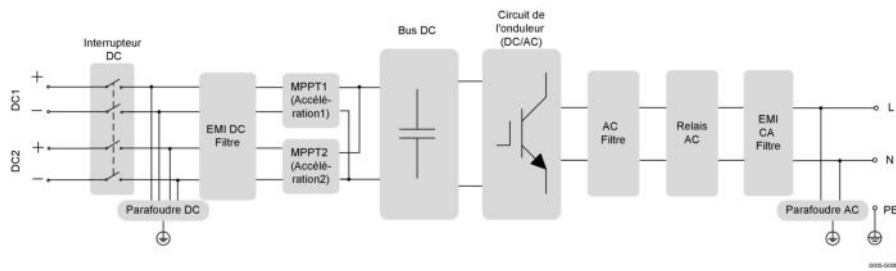 Interrupteur
DC
Bus DC
Circuit de
l'onduleur
(DC/AC)
DC1
+
−
DC2
+
−
EMI DC
Filtre
MPPT1
(Accélé-
ration1)
MPPT2
(Accélé-
ration2)
AC
Filtre
Relais
AC
EMI
CA
Filtre
L
N
PE
Parafoudre DC
Parafoudre AC